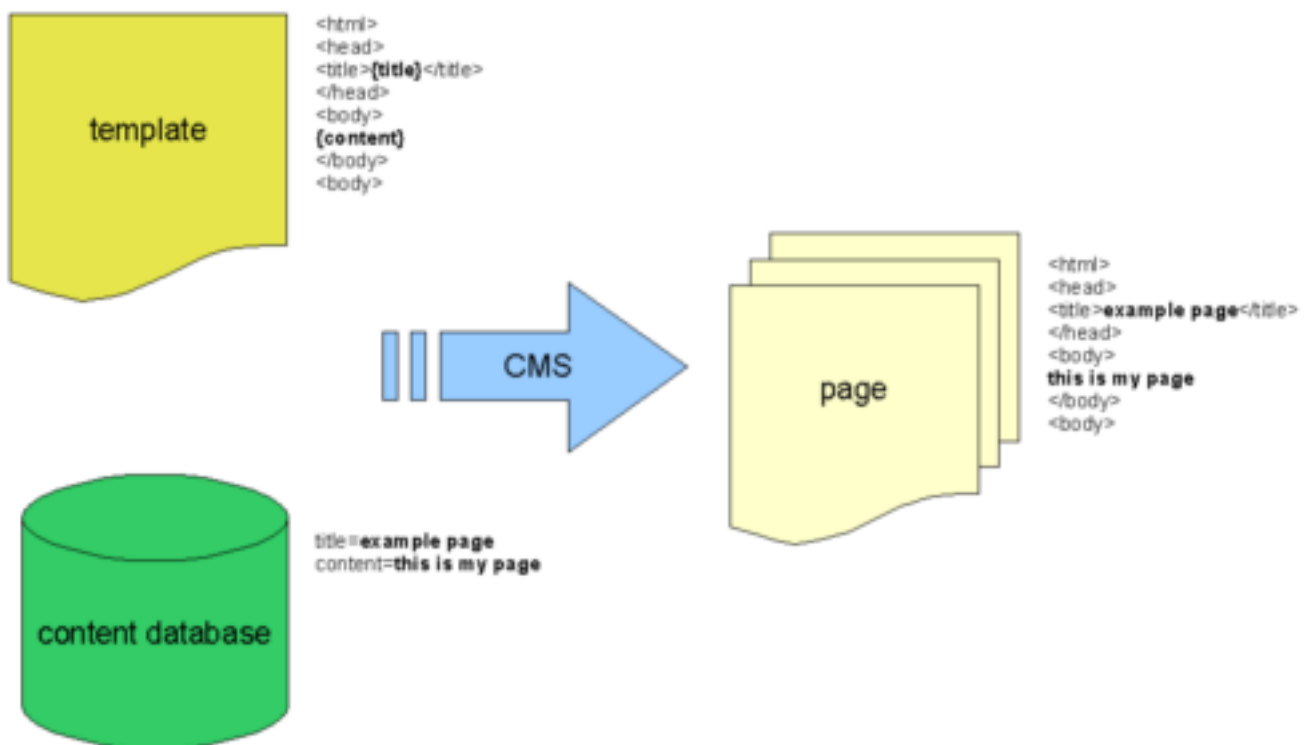 template
<html>
<head>
<title>{title}</title>
</head>
<body>
{content}
</body>
<body>
CMS
page
<html>
<head>
<title>example page</title>
</head>
<body>
this is my page
</body>
<body>
content database
title=example page
content=this is my page